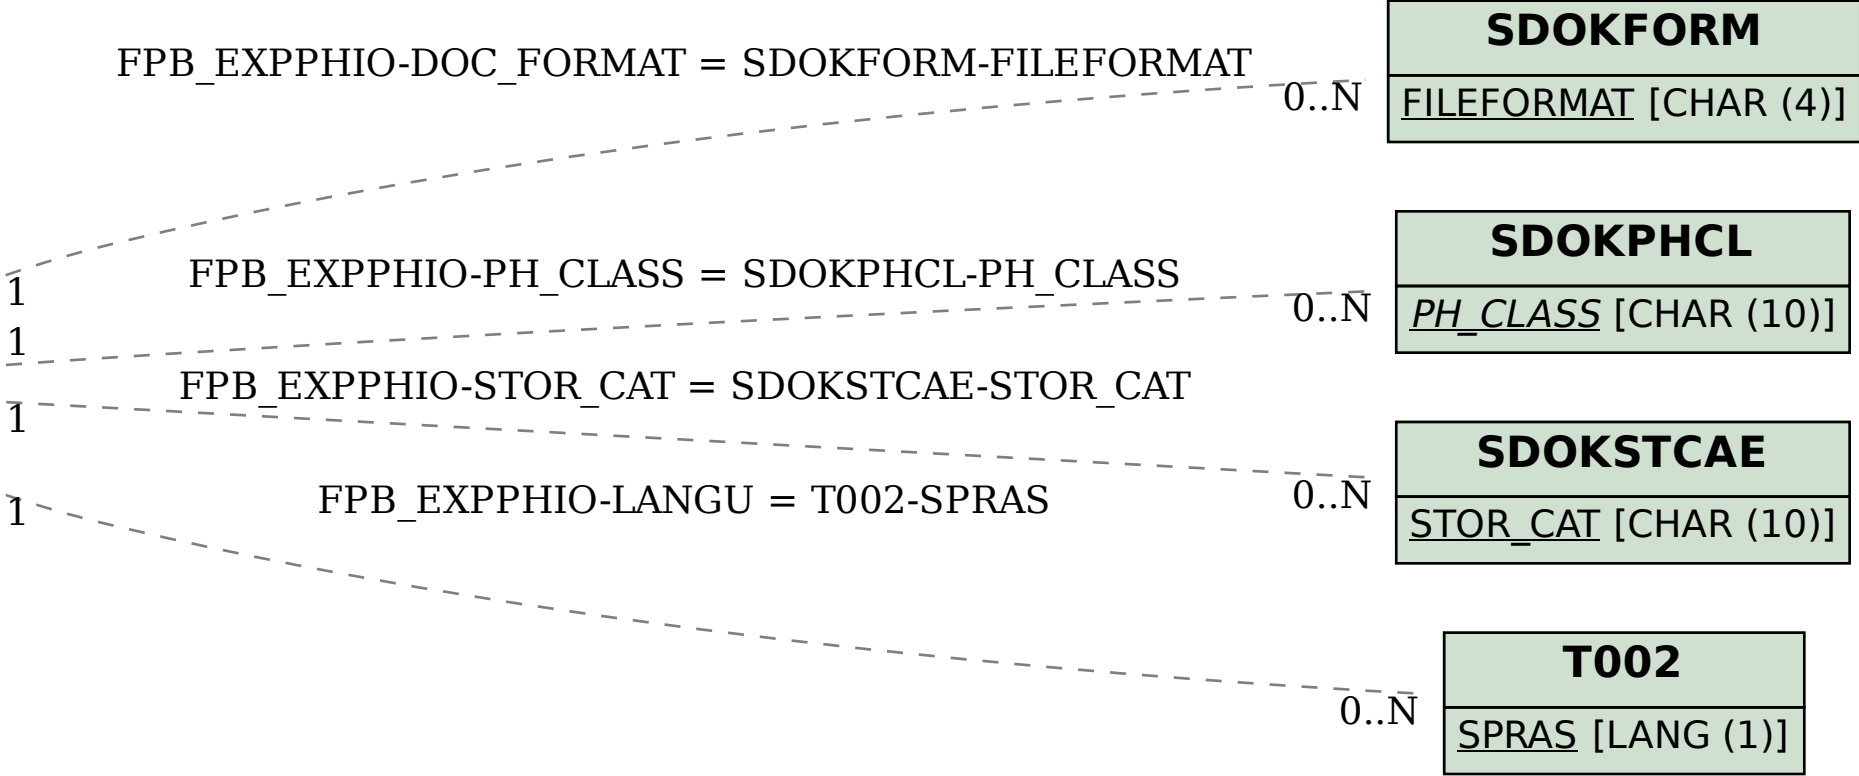 SDOKFORM
FPB_EXPPHIO-DOC_FORMAT = SDOKFORM-FILEFORMAT
0..N
FILEFORMAT [CHAR (4)]
SDOKPHCL
FPB_EXPPHIO-PH_CLASS = SDOKPHCL-PH_CLASS
1
0..N
PH_CLASS [CHAR (10)]
1
FPB_EXPPHIO-STOR_CAT = SDOKSTCAE-STOR_CAT
1
SDOKSTCAE
0..N
FPB_EXPPHIO-LANGU = T002-SPRAS
1
STOR_CAT [CHAR (10)]
T002
0..N
SPRAS [LANG (1)]